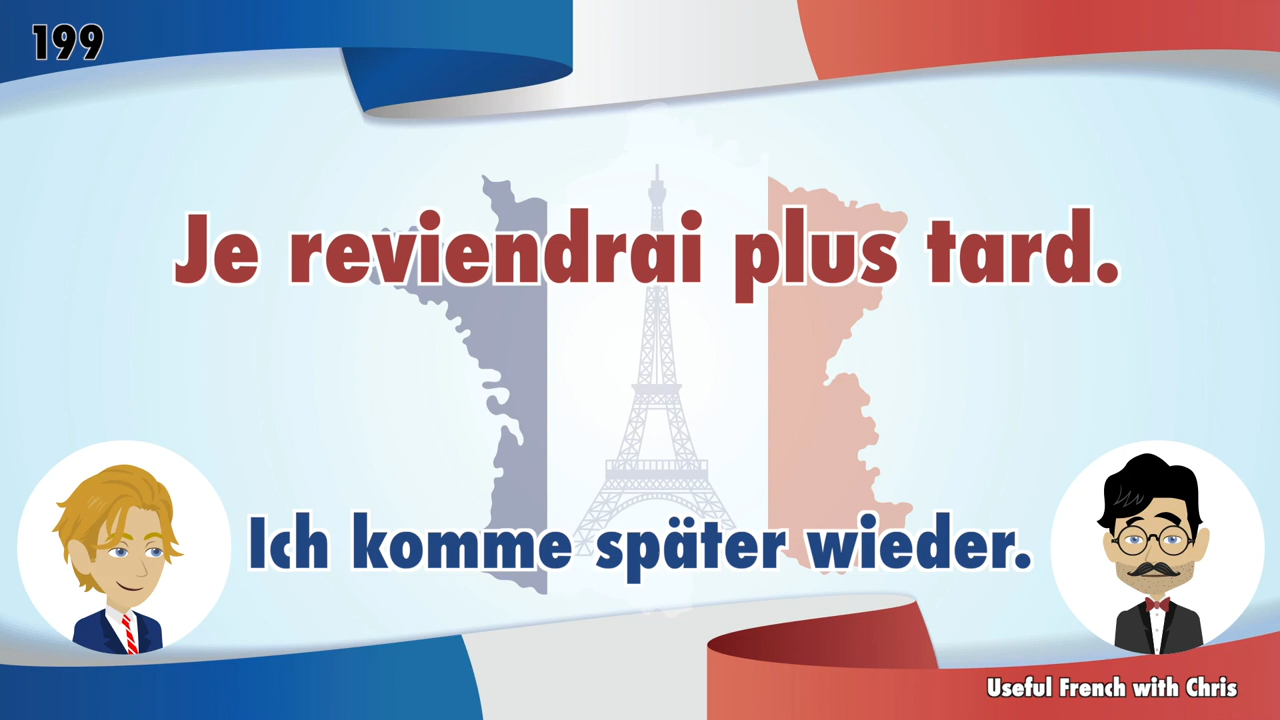 199
Je reviendrai plus tard.
Ich komme später wieder.
Useful French with Chris